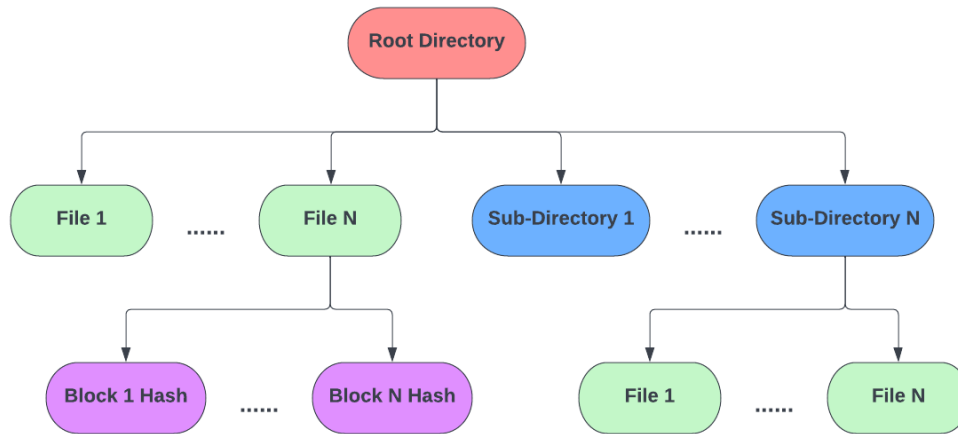 Root Directory
File 1
......
File N
Sub-Directory 1
......
Sub-Directory N
Block 1 Hash
......
Block N Hash
File 1
......
File N